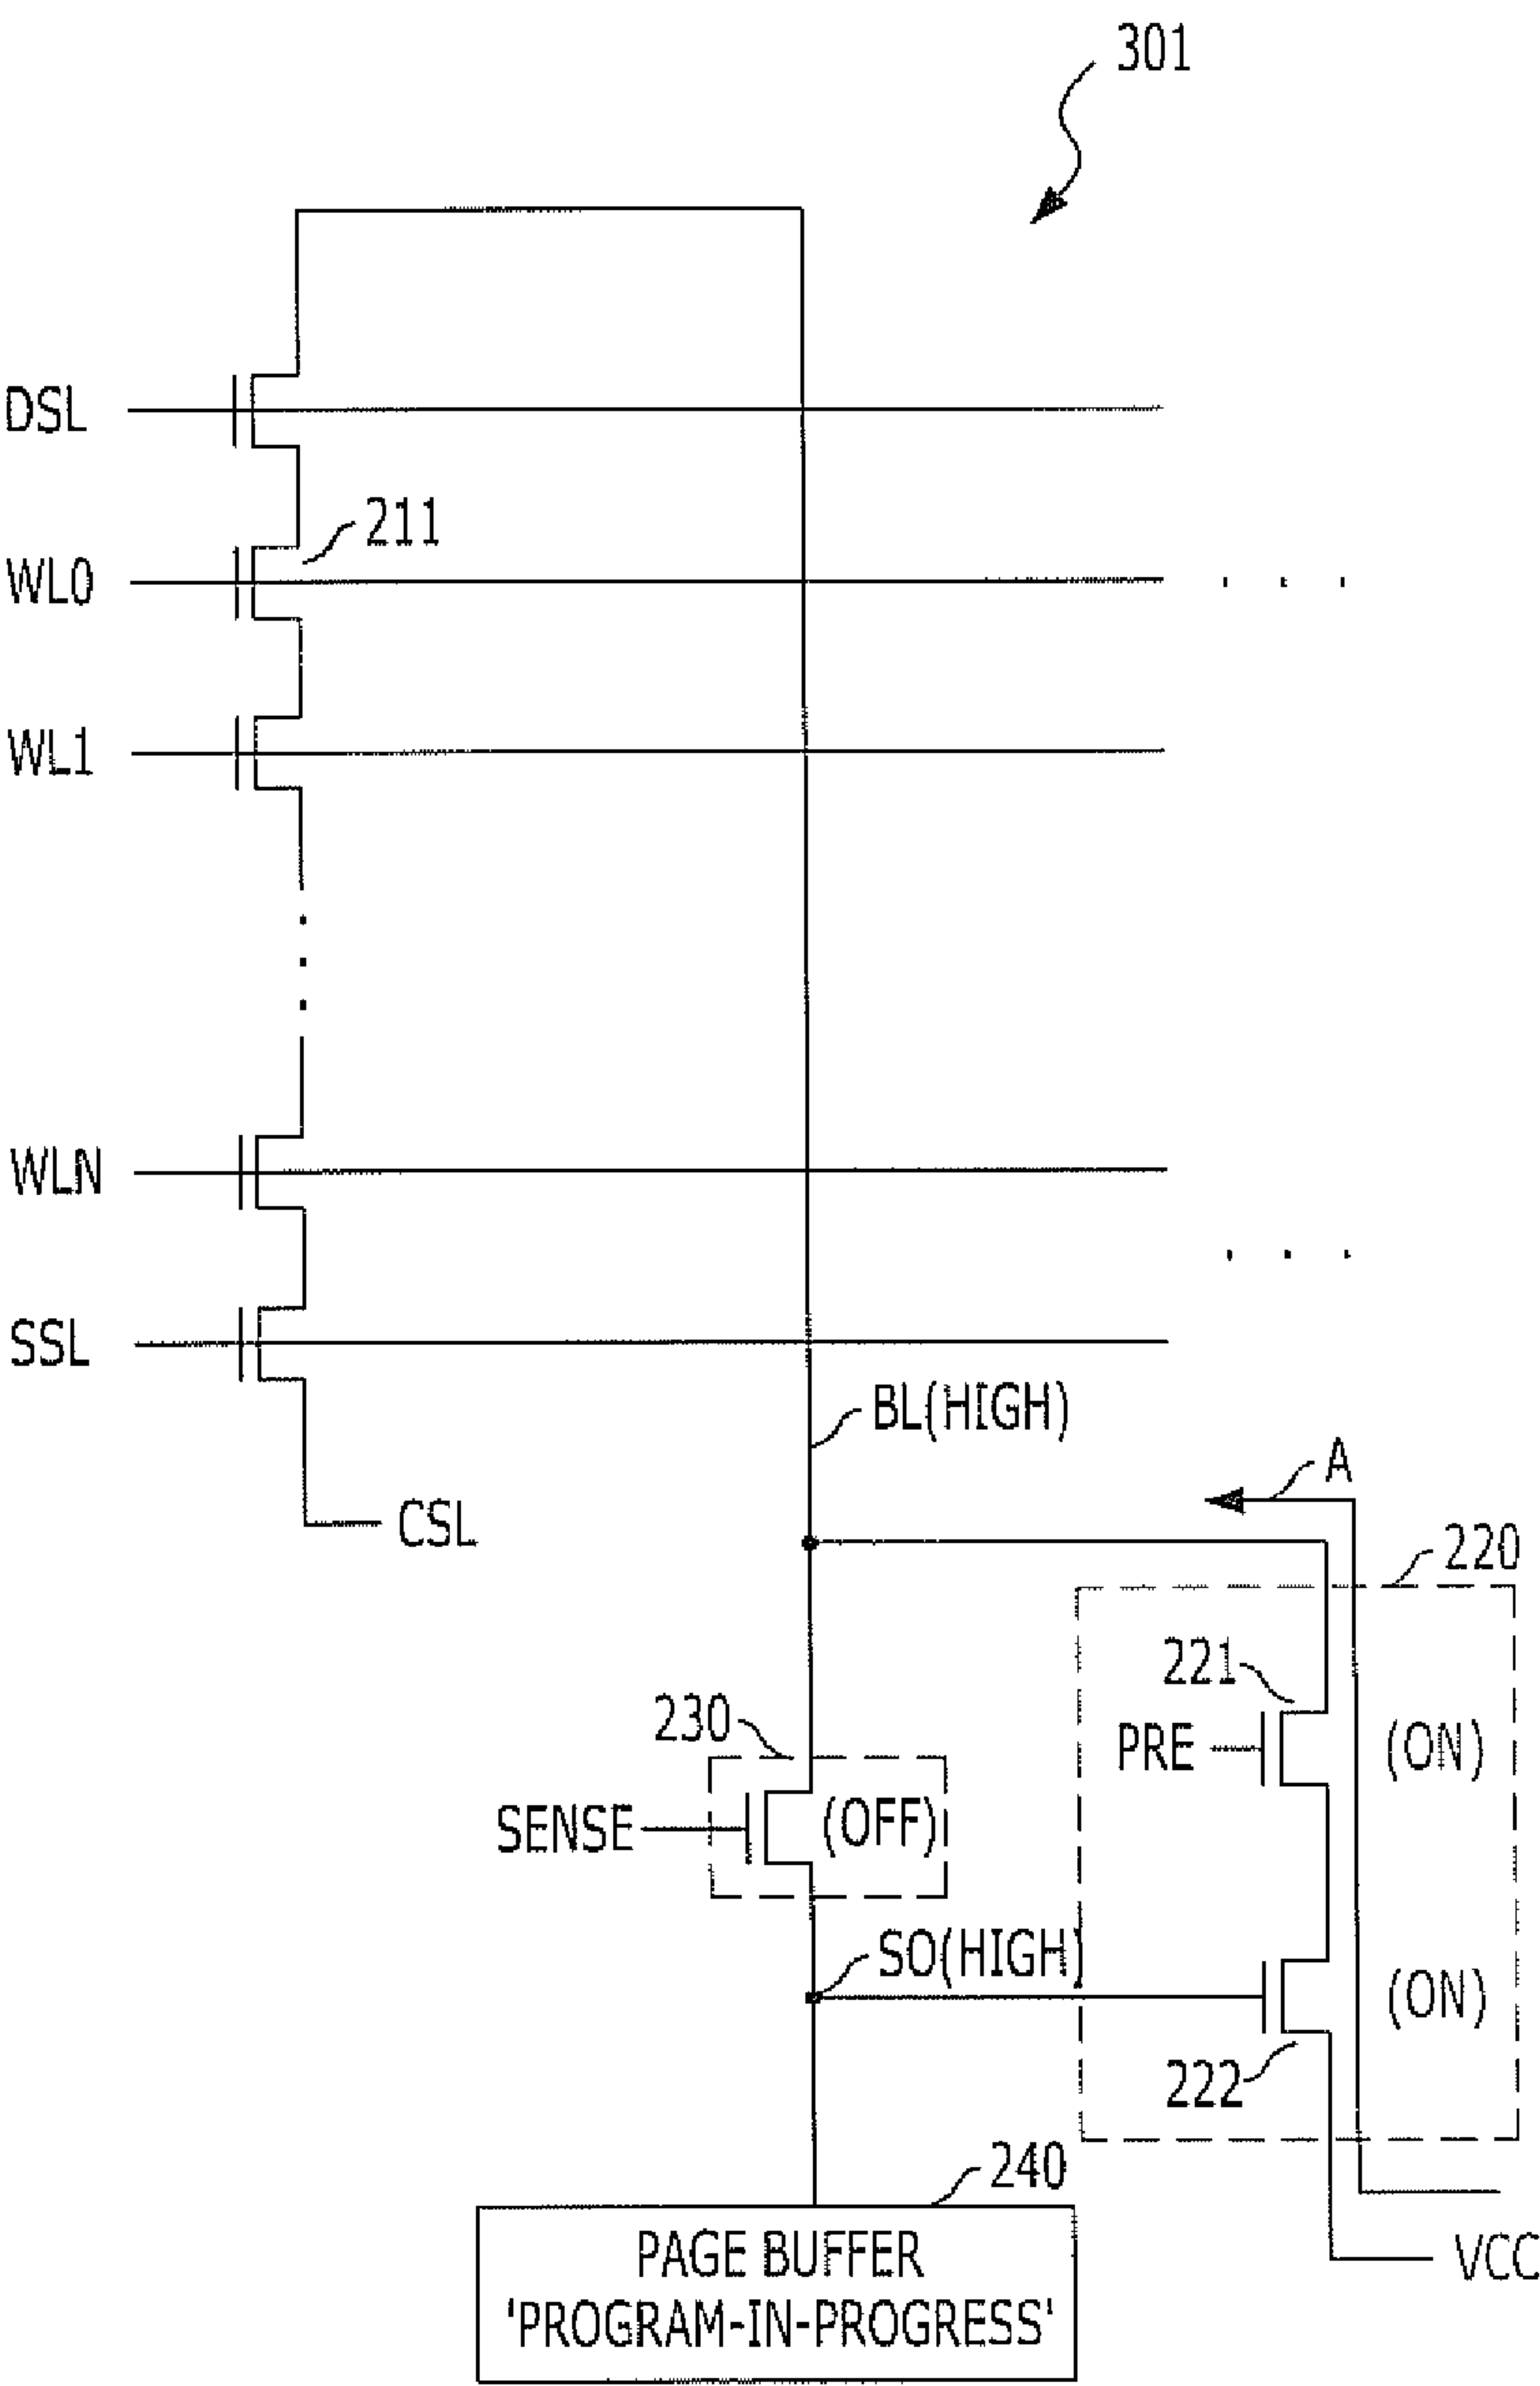 301
DSL
211
WL0
WL1
WLN
SSL
BL(HIGH)
A
CSL
220
221
230
PRE
(ON)
SENSE
(OFF)
SO(HIGH)
(ON)
222
240
PAGE BUFFER
VCC
'PROGRAM-IN-PROGRESS'